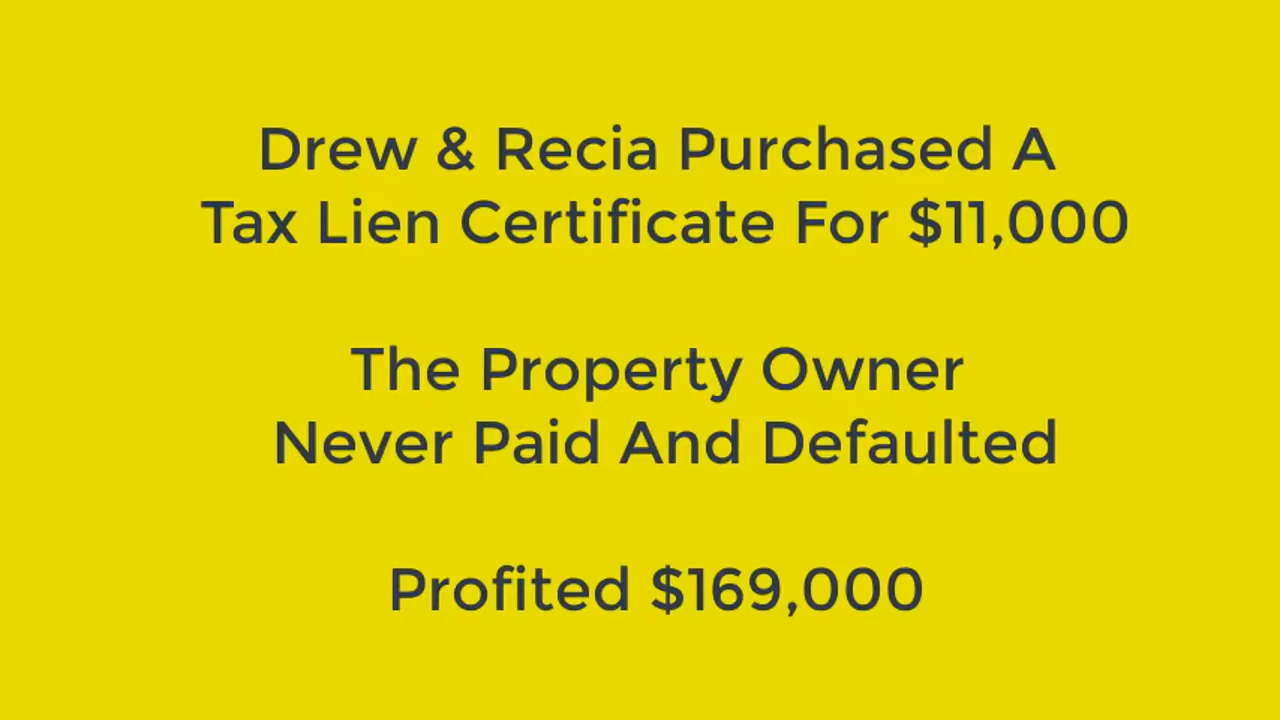 Drew & Recia Purchased A
Tax Lien Certificate For $11,000
The Property Owner
Never Paid And Defaulted
Profited $169,000